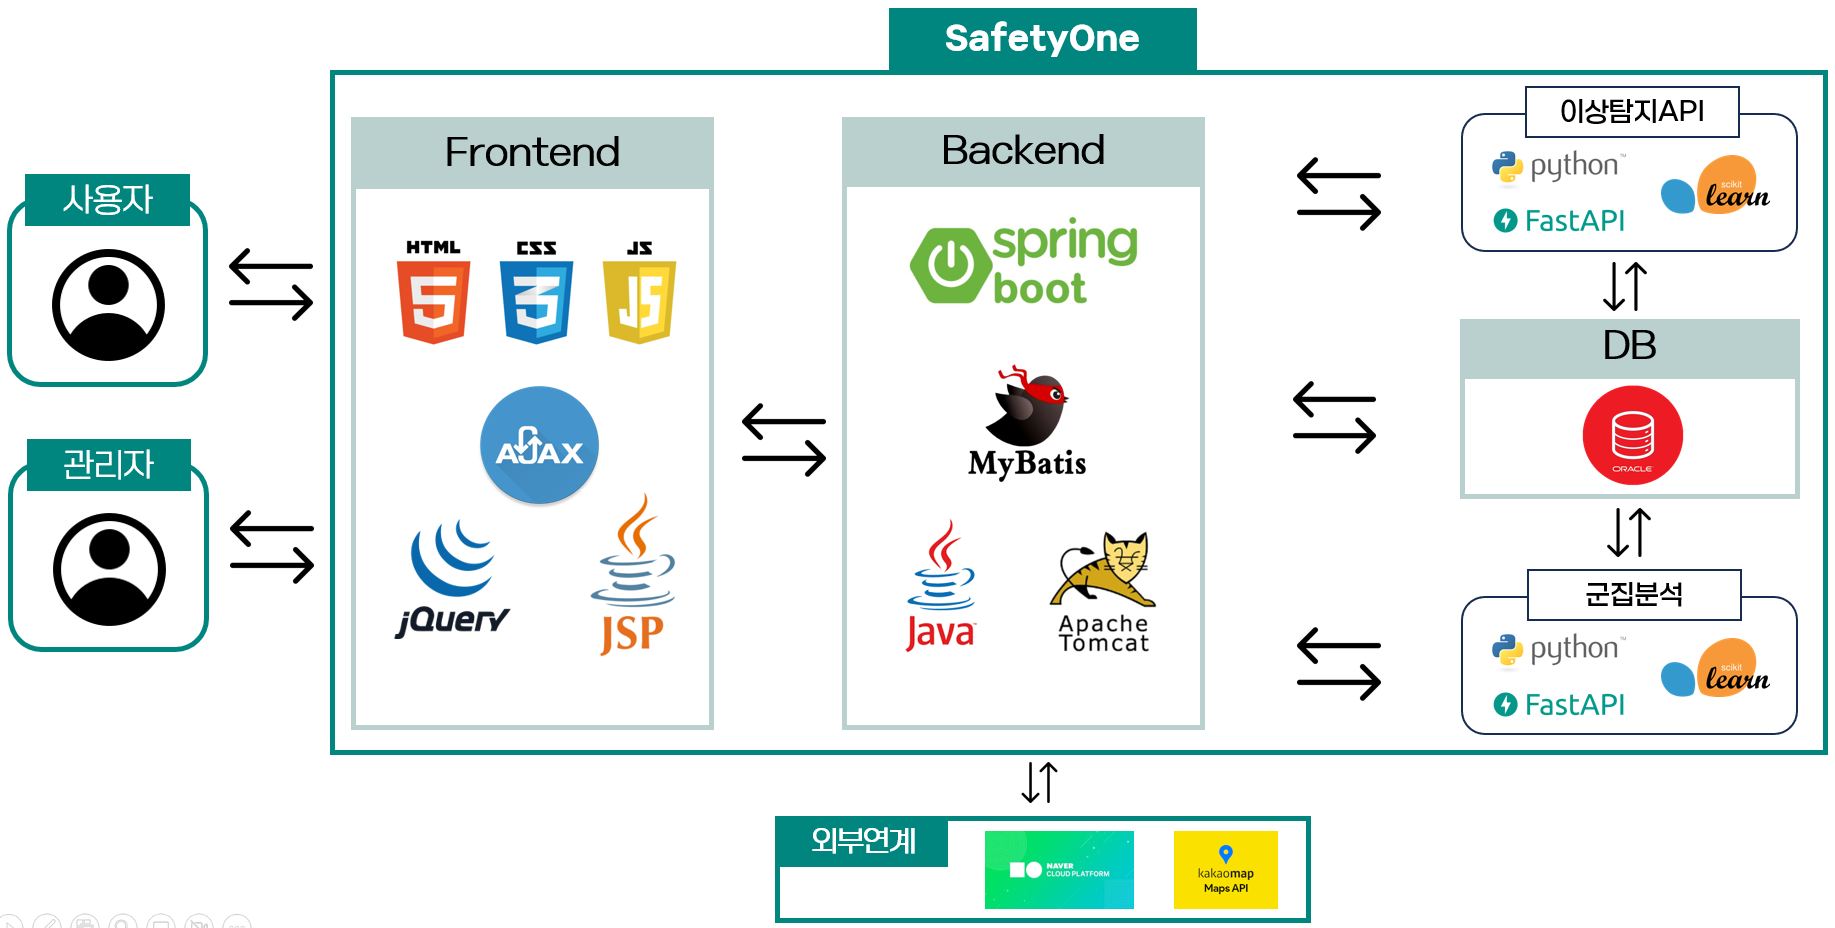 SafetyOne
사용자
관리자
Frontend
HTML
CSS
JS
5
3
JS
AJAX
jQuery
JSP
Backend
spring
boot
MyBatis
Java™
Apache
Tomcat
이상탐지API
python™
FastAPI
scikit
learn
DB
ORACLE
군집분석
python™
FastAPI
scikit
learn
외부연계
NAVER
CLOUD PLATFORM
kakaomap
Maps API